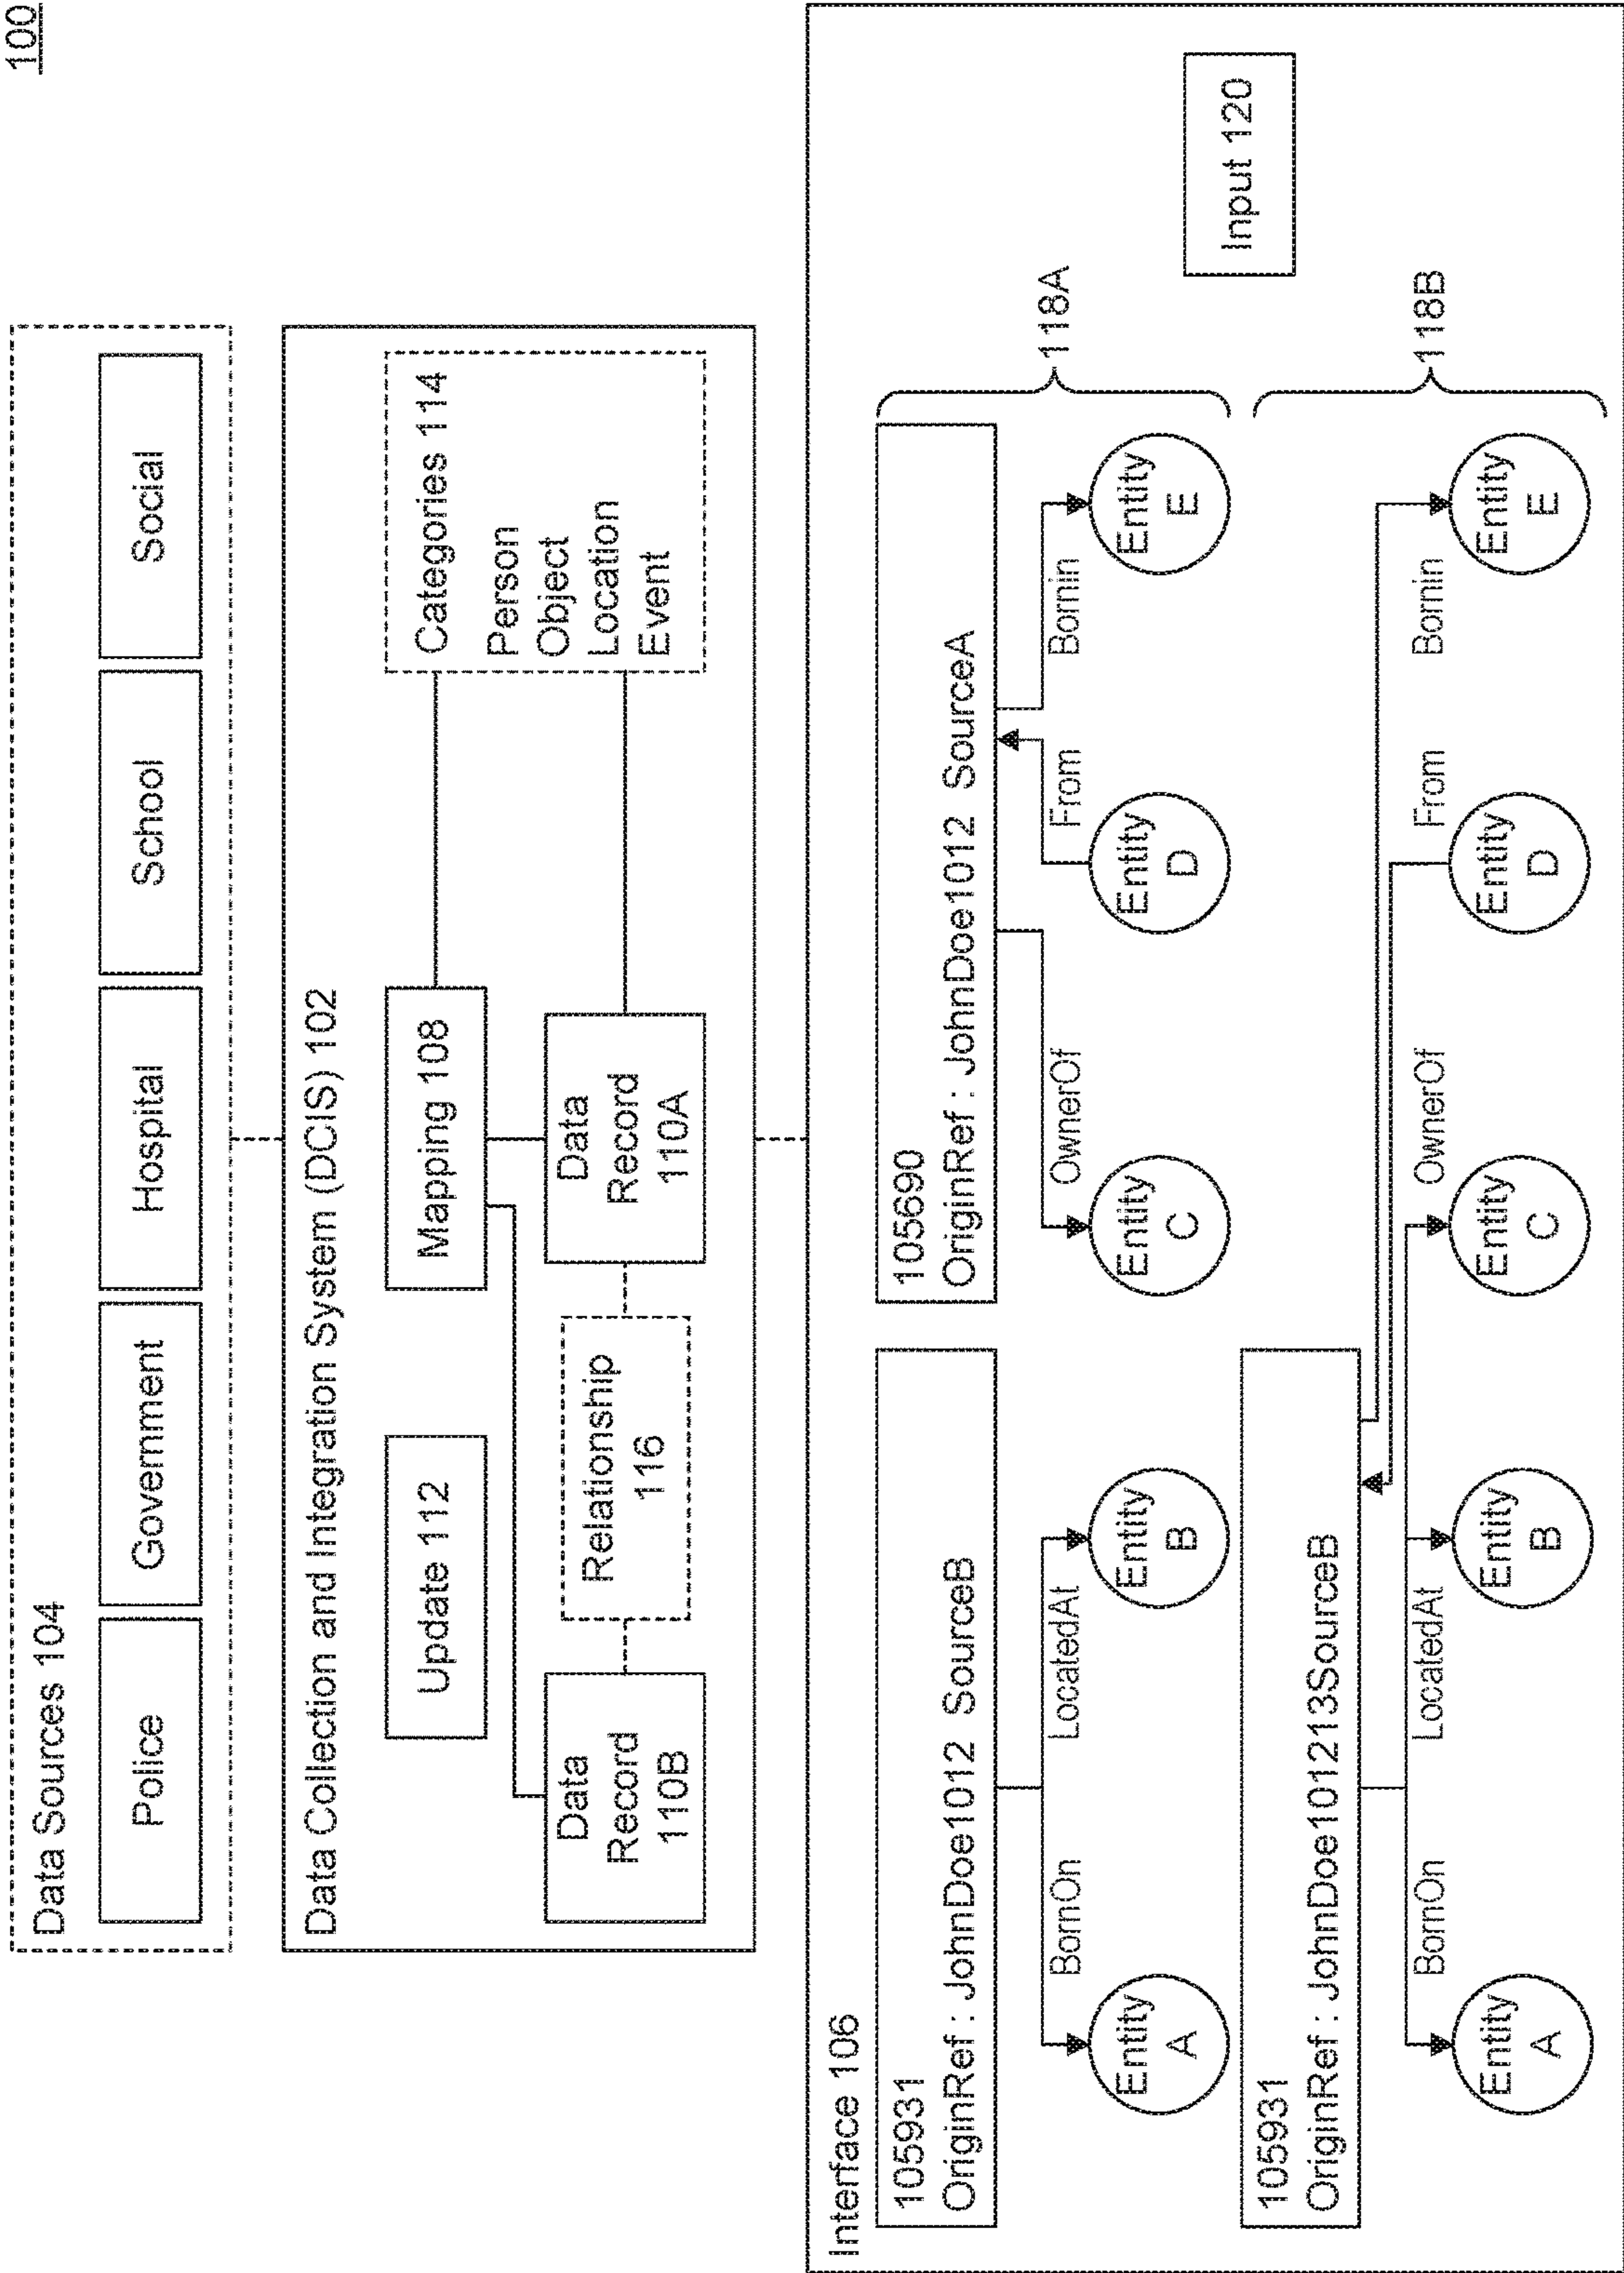 100
Data Sources 104
Police
Government
Hospital
School
Social
Data Collection and Integration System (DCIS) 102
Update 112
Mapping 108
Categories 114
Person
Object
Location
Event
Data
Record
110B
Relationship
116
Data
Record
110A
Interface 106
105931
OriginRef : JohnDoe1012 SourceB
105690
OriginRef : JohnDoe1012 SourceA
BornOn
LocatedAt
OwnerOf
From
Bornin
Entity
A
Entity
B
Entity
C
Entity
D
Entity
E
118A
Input 120
105931
OriginRef : JohnDoe101213SourceB
BornOn
LocatedAt
OwnerOf
From
Bornin
Entity
A
Entity
B
Entity
C
Entity
D
Entity
E
118B